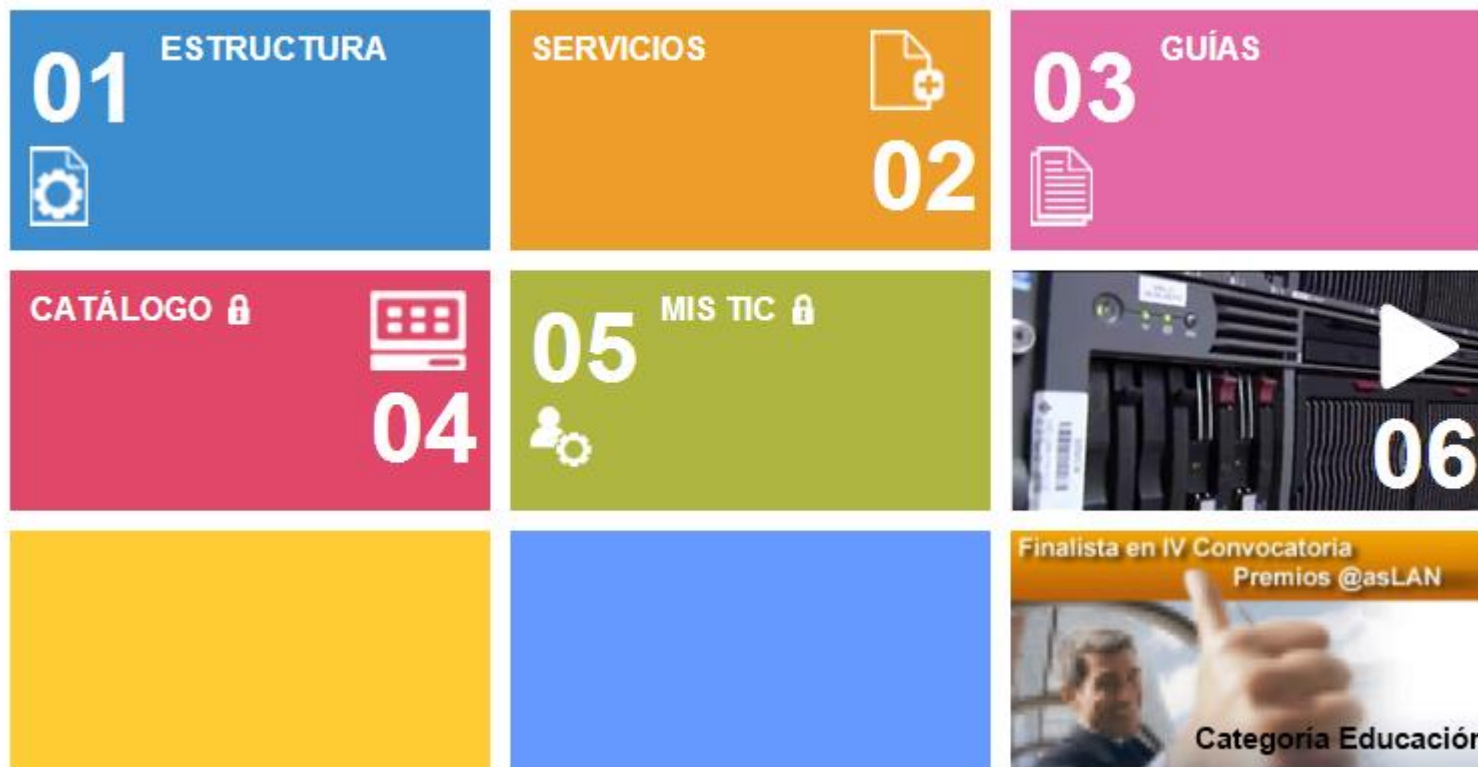 01
ESTRUCTURA
SERVICIOS
02
03
GUÍAS
CATÁLOGO
04
05
MIS TIC
06
Finalista en IV Convocatoria
Premios @asLAN
Categoría Educación